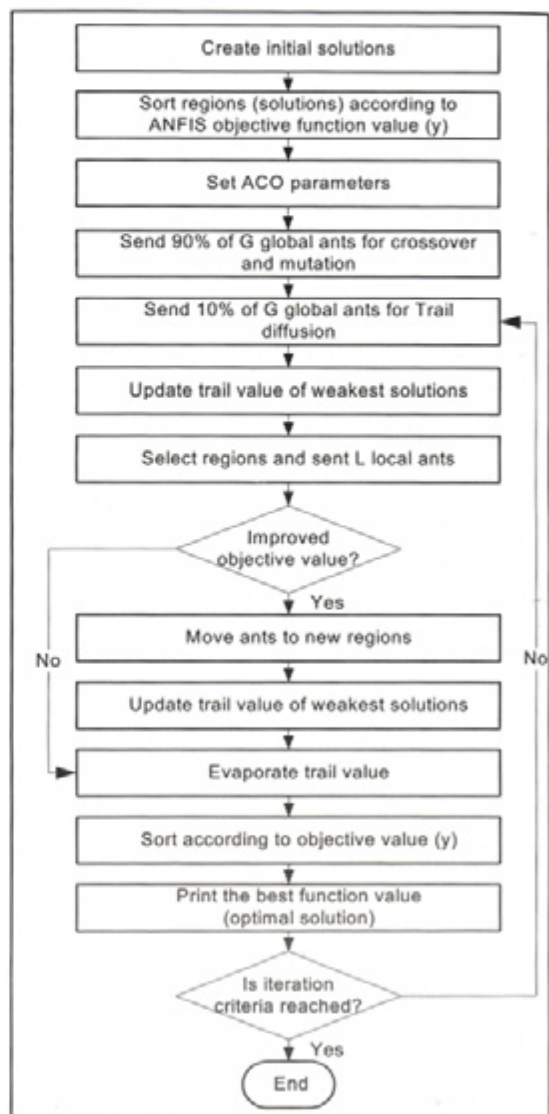 Create initial solutions
Sort regions (solutions) according to
ANFIS objective function value (y)
Set ACO parameters
Send 90% of G global ants for crossover
and mutation
Send 10% of G global ants for Trail
diffusion
Update trail value of weakest solutions
Select regions and sent L local ants
Improved
objective value?
Yes
No
Move ants to new regions
No
Update trail value of weakest solutions
Evaporate trail value
Sort according to objective value (y)
Print the best function value
(optimal solution)
Is iteration
criteria reached?
Yes
End